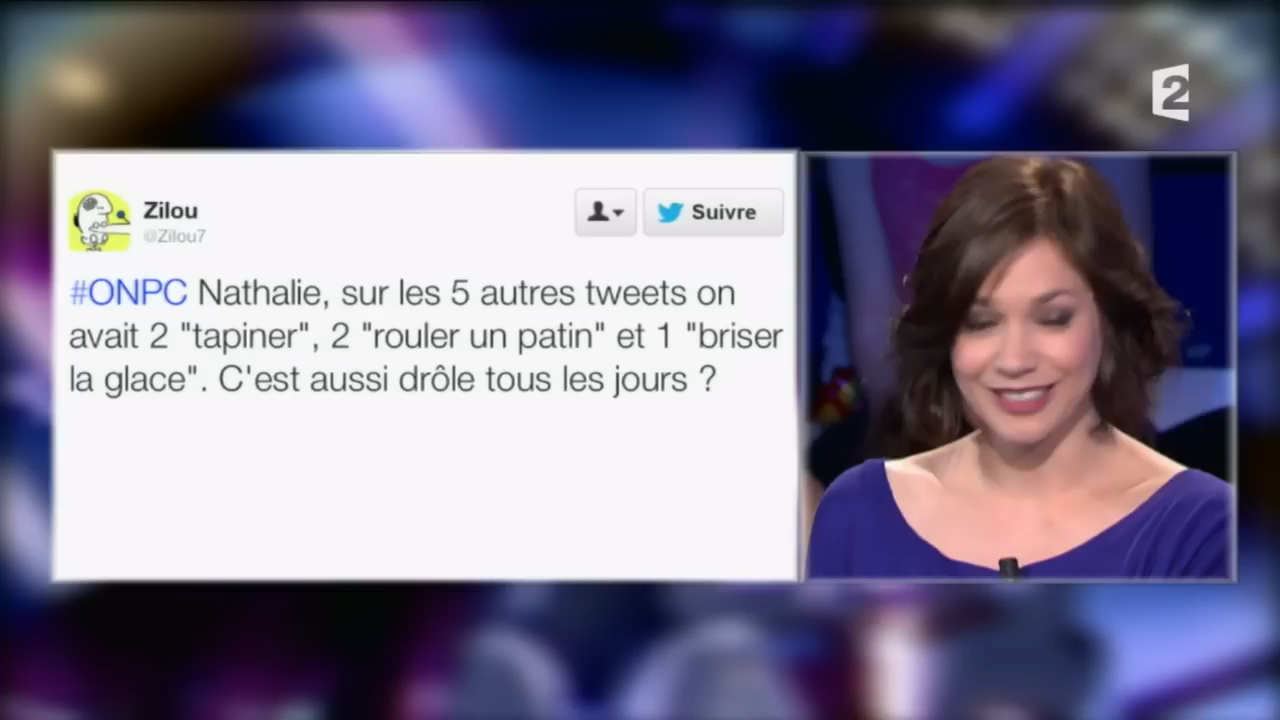 2
Zilou
@Zilou7
Suivre
#ONPC Nathalie, sur les 5 autres tweets on
avait 2 "tapiner", 2 "rouler un patin" et 1 "briser
la glace". C'est aussi drôle tous les jours ?